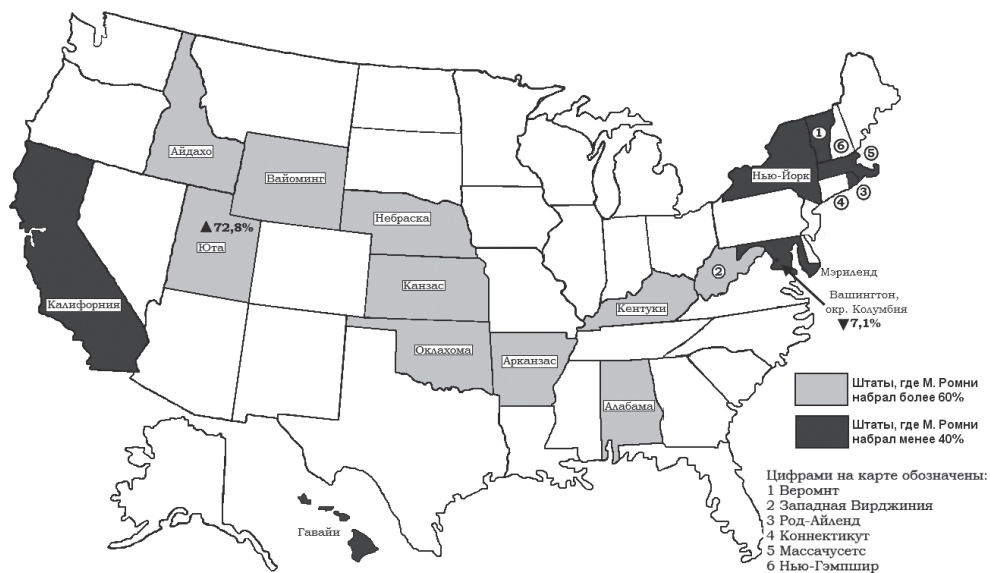 1
6
5
Айдахо
Нью-Йорк
Вайоминг
3
4
Небраска
▲72,8%
Юта
2
Мэриленд
Канзас
Вашингтон,
окр. Колумбия
▼7,1%
Калифорния
Кентуки
Оклахома
Арканзас
Алабама
Штаты, где М. Ромни
набрал более 60%
Штаты, где М. Ромни
набрал менее 40%
Гавайи
Цифрами на карте обозначены:
1 Веромнт
2 Западная Вирджиния
3 Род-Айленд
4 Коннектикут
5 Массачусетс
6 Нью-Гэмпшир